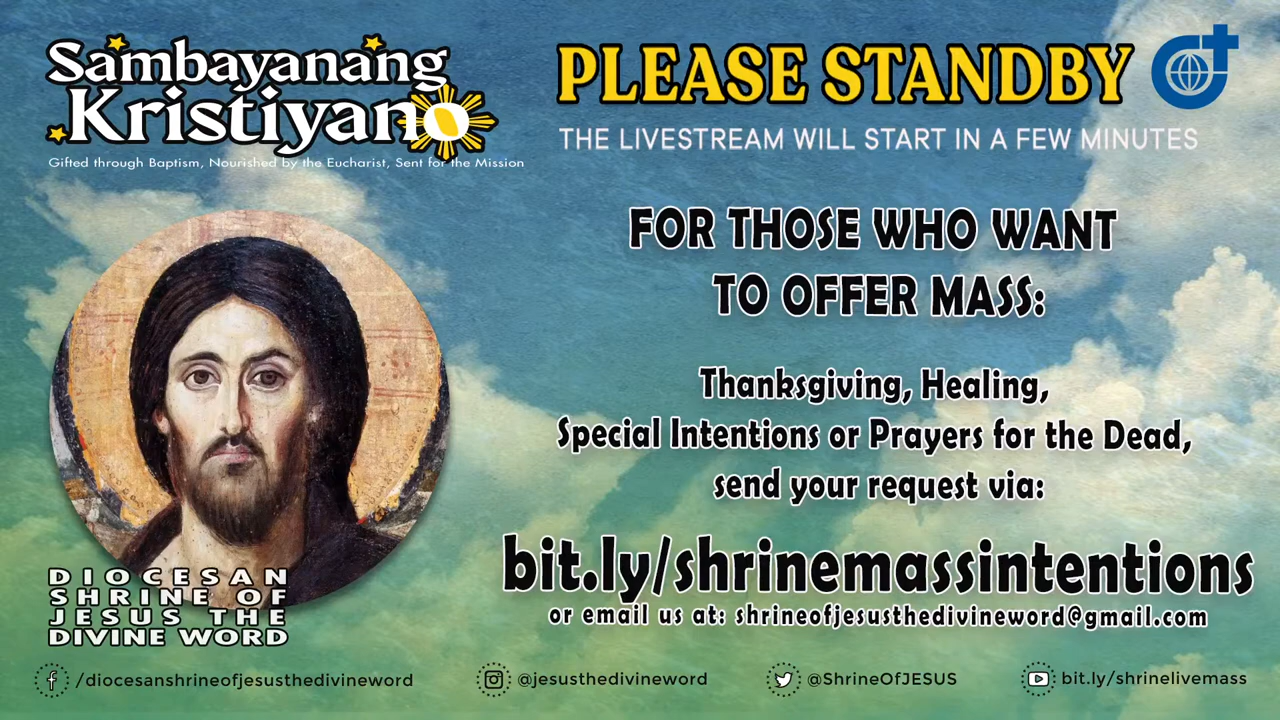 Sambayanang
Kristiyano
Gifted through Baptism, Nourished by the Eucharist, Sent for the Mission
PLEASE STANDBY
THE LIVESTREAM WILL START IN A FEW MINUTES
FOR THOSE WHO WANT
TO OFFER MASS:
Thanksgiving, Healing,
Special Intentions or Prayers for the Dead,
send your request via:
bit.ly/shrinemassintentions
or email us at: shrineofjesusthedivineword@gmail.com
DIOCESAN
SHRINE OF
JESUS THE
DIVINE WORD
/diocesanshrineofjesusthedivineword
@jesusthedivineword
@ShrineOfJESUS
bit.ly/shrinelivemass